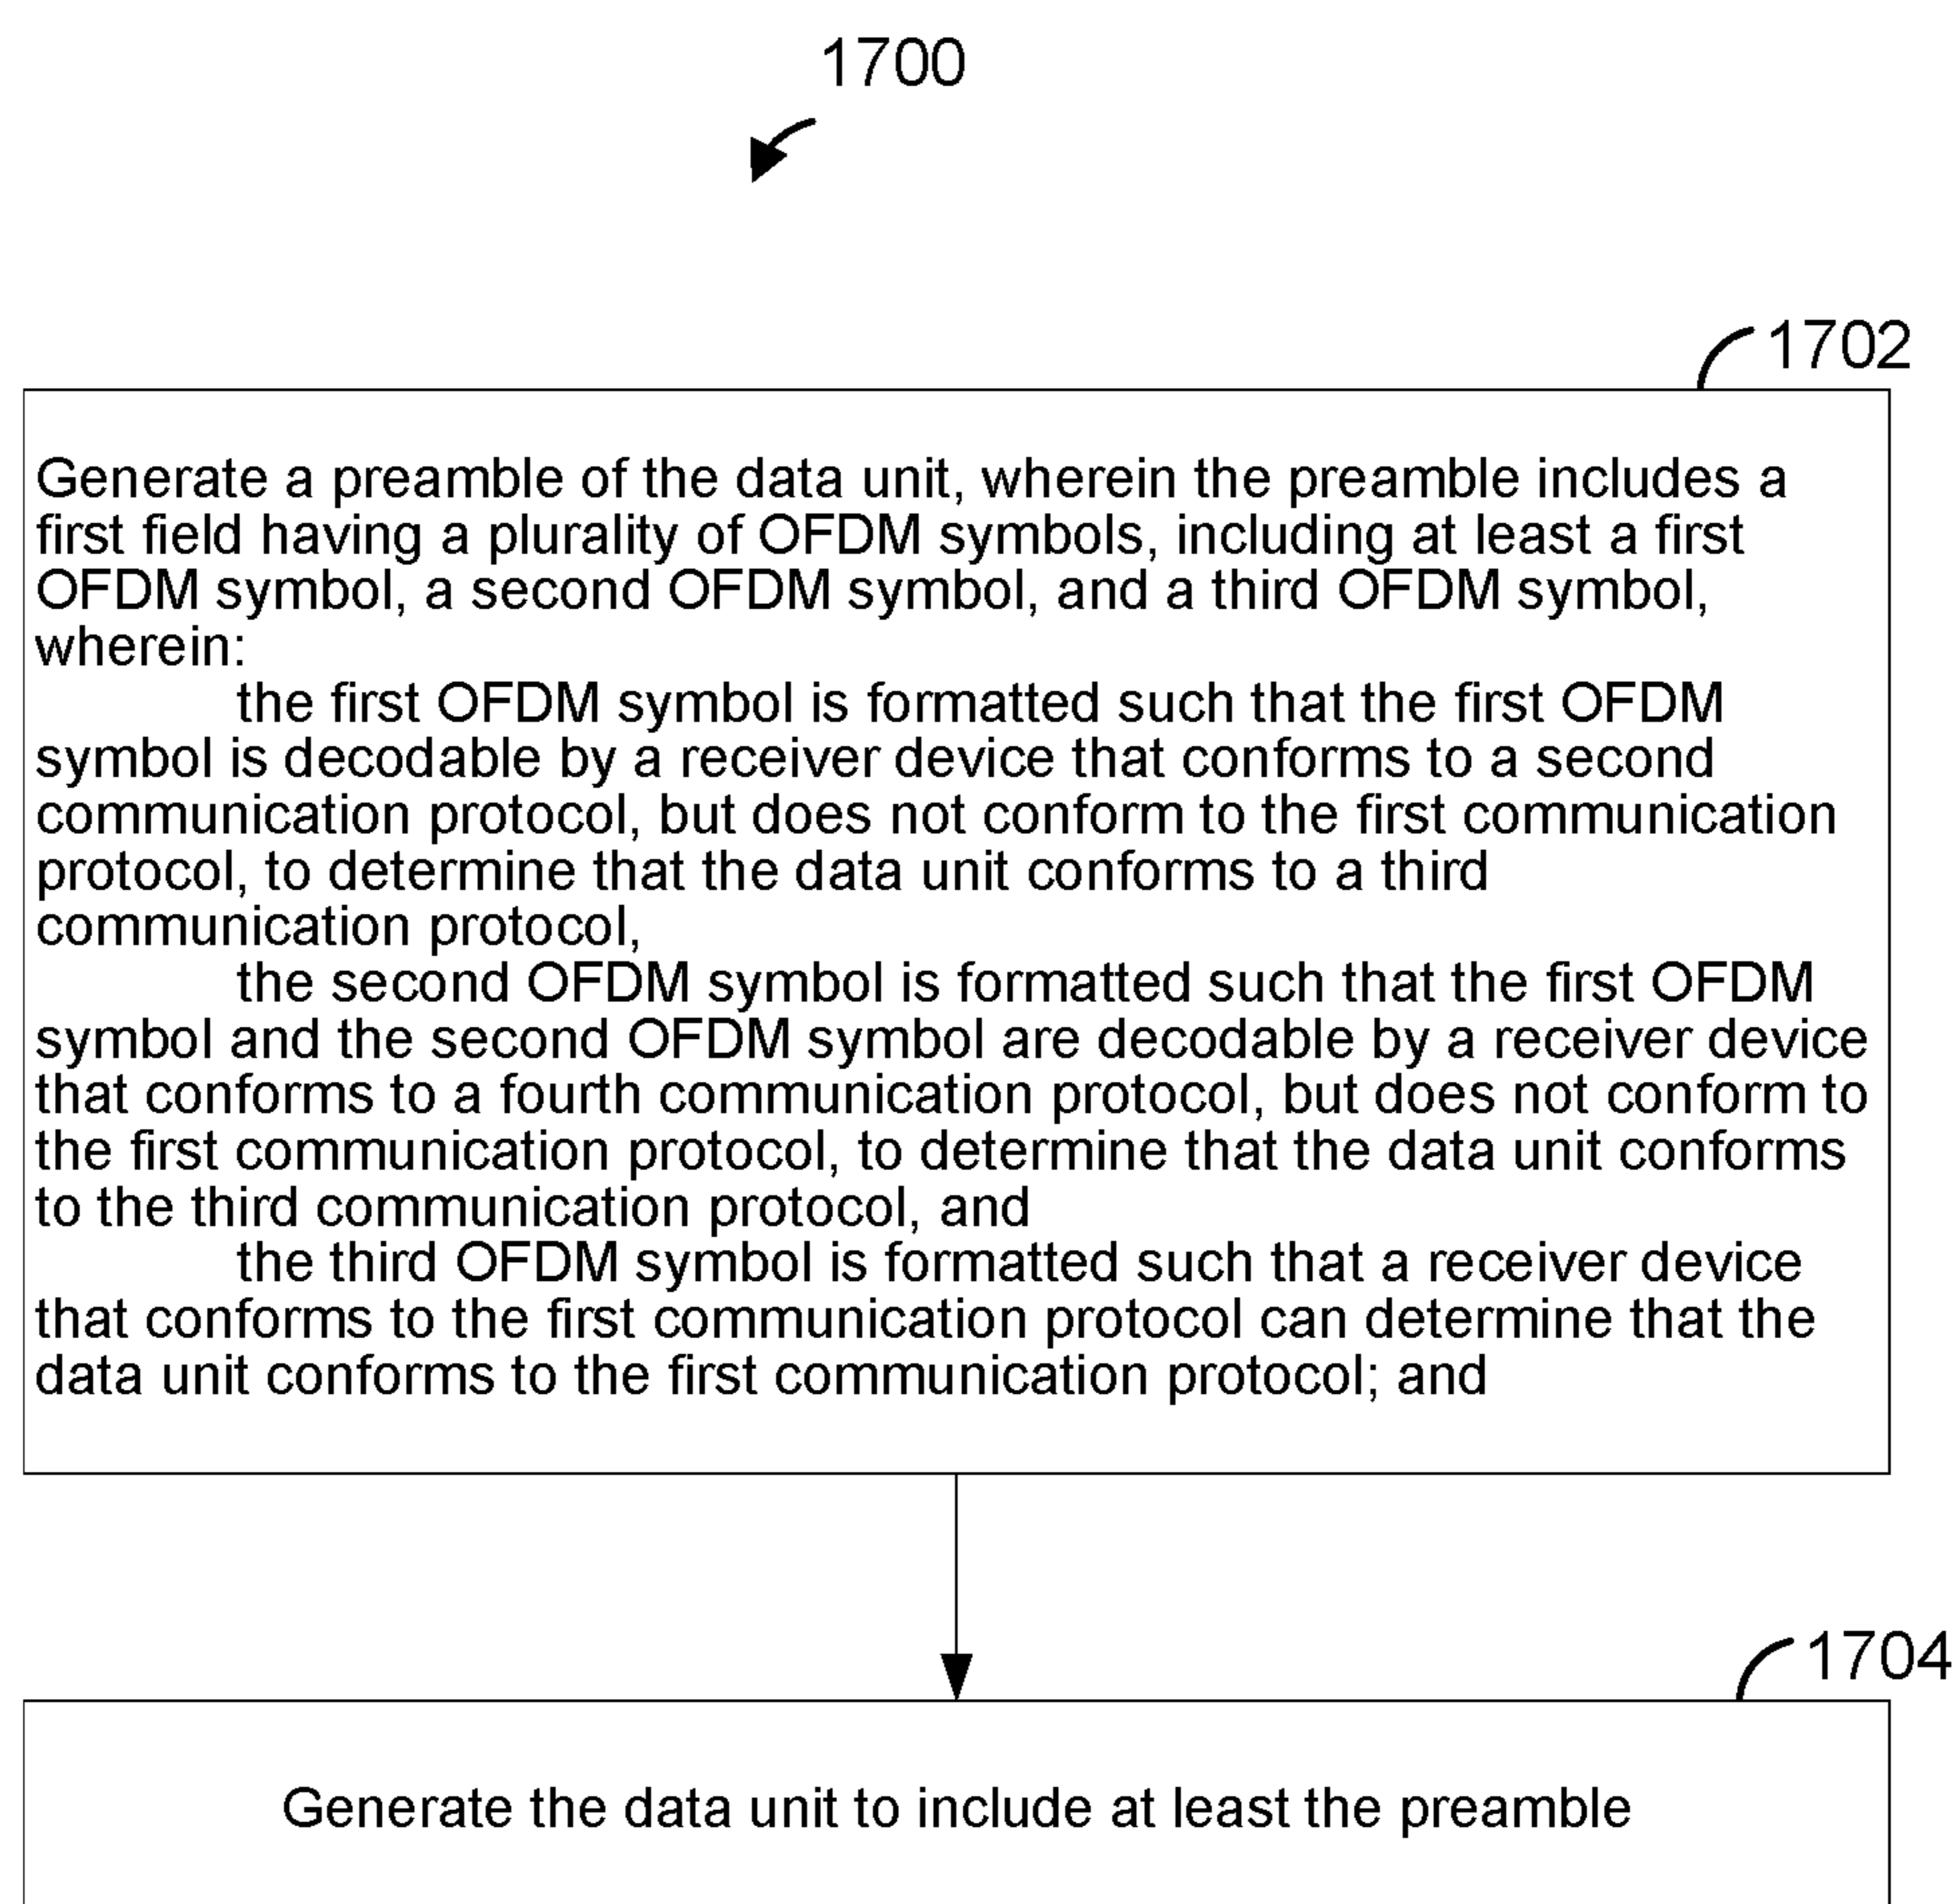 1700
1702
Generate a preamble of the data unit, wherein the preamble includes a
first field having a plurality of OFDM symbols, including at least a first
OFDM symbol, a second OFDM symbol, and a third OFDM symbol,
wherein:
the first OFDM symbol is formatted such that the first OFDM
symbol is decodable by a receiver device that conforms to a second
communication protocol, but does not conform to the first communication
protocol, to determine that the data unit conforms to a third
communication protocol,
the second OFDM symbol is formatted such that the first OFDM
symbol and the second OFDM symbol are decodable by a receiver device
that conforms to a fourth communication protocol, but does not conform to
the first communication protocol, to determine that the data unit conforms
to the third communication protocol, and
the third OFDM symbol is formatted such that a receiver device
that conforms to the first communication protocol can determine that the
data unit conforms to the first communication protocol; and
1704
Generate the data unit to include at least the preamble